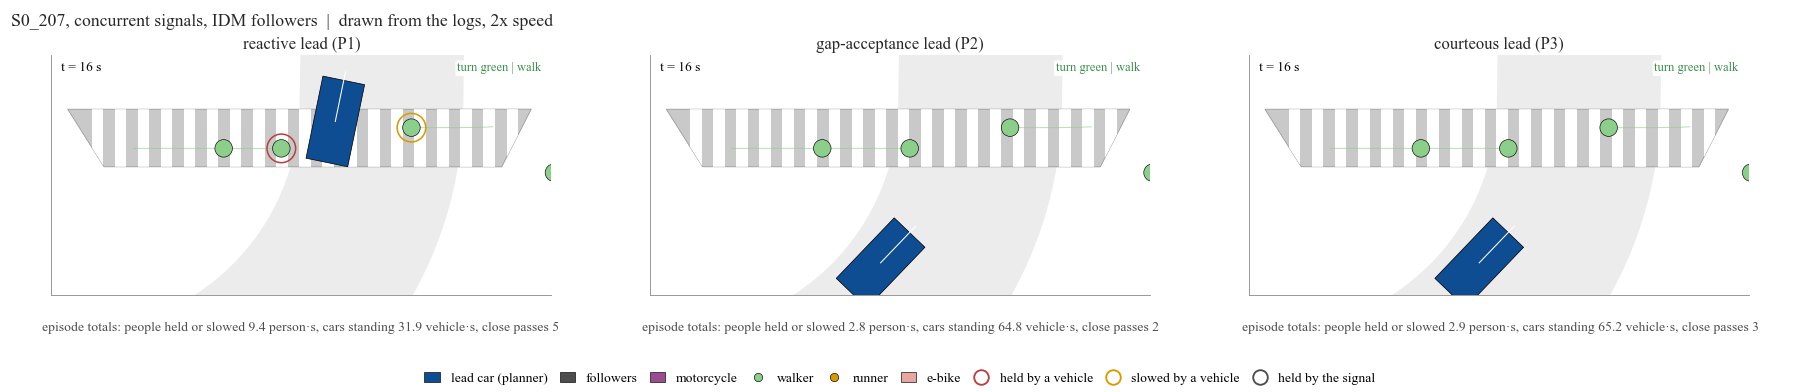 S0_207, concurrent signals, IDM followers | drawn from the logs, 2x speed
reactive lead (P1)
t = 16 s
turn green | walk
episode totals: people held or slowed 9.4 person·s, cars standing 31.9 vehicle·s, close passes 5
gap-acceptance lead (P2)
t = 16 s
turn green | walk
episode totals: people held or slowed 2.8 person·s, cars standing 64.8 vehicle·s, close passes 2
courteous lead (P3)
t = 16 s
turn green | walk
episode totals: people held or slowed 2.9 person·s, cars standing 65.2 vehicle·s, close passes 3
lead car (planner) followers motorcycle walker runner e-bike held by a vehicle slowed by a vehicle held by the signal